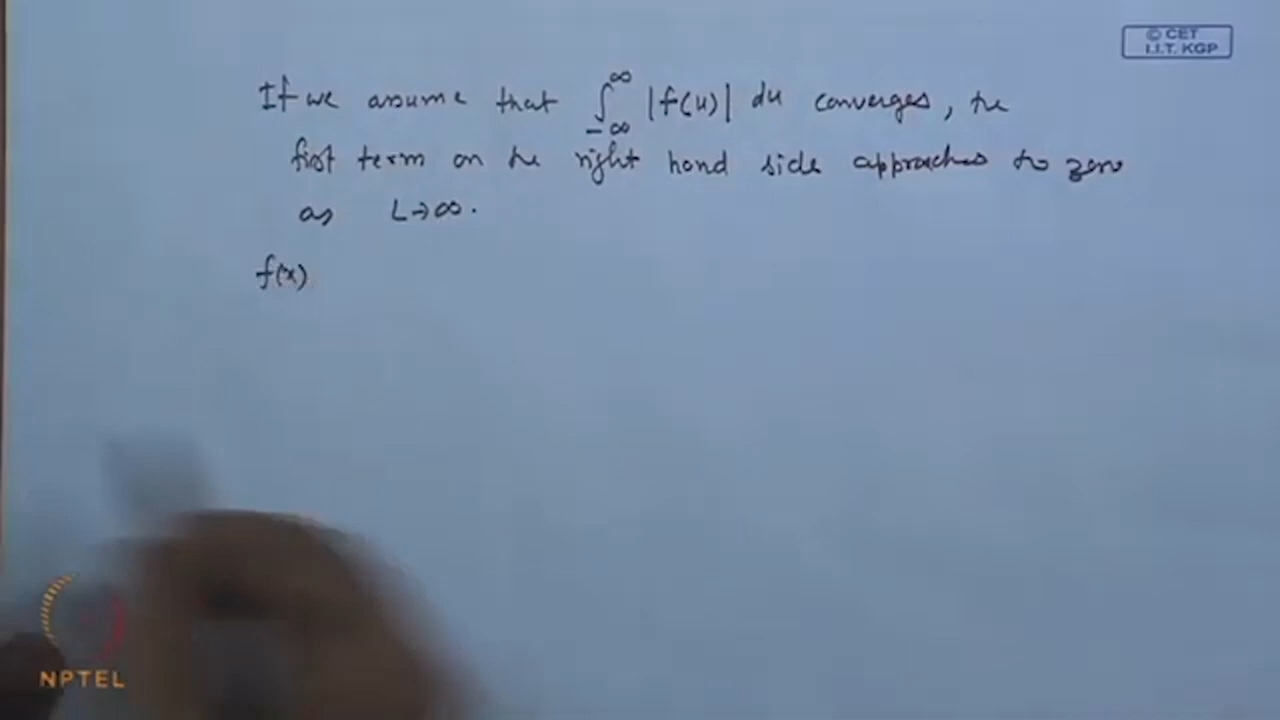 © CET
I.I.T. KGP
If we assume that ∫_{-∞}^{∞} |f(u)| du converges, the
first term on the right hand side approaches to zero
as L→∞.
f(x)
NPTEL